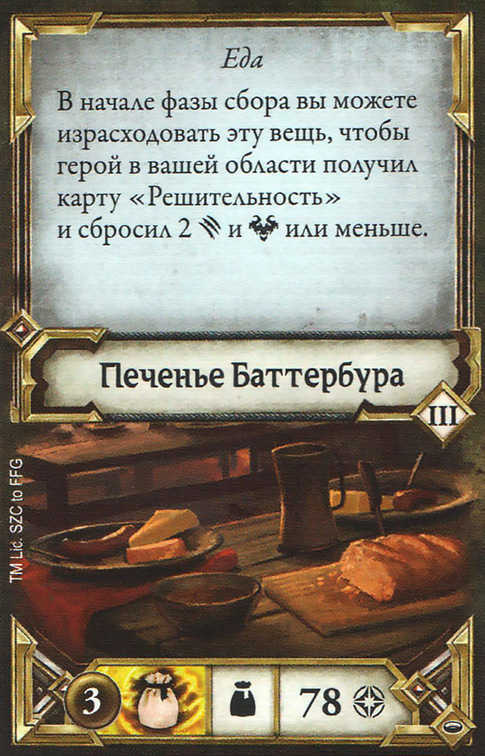 Еда
В начале фазы сбора вы можете
израсходовать эту вещь, чтобы
герой в вашей области получил
карту «Решительность»
и сбросил 2 и или меньше.
Печенье Баттербура
III
TM Lic. SZC to FFG
3
78